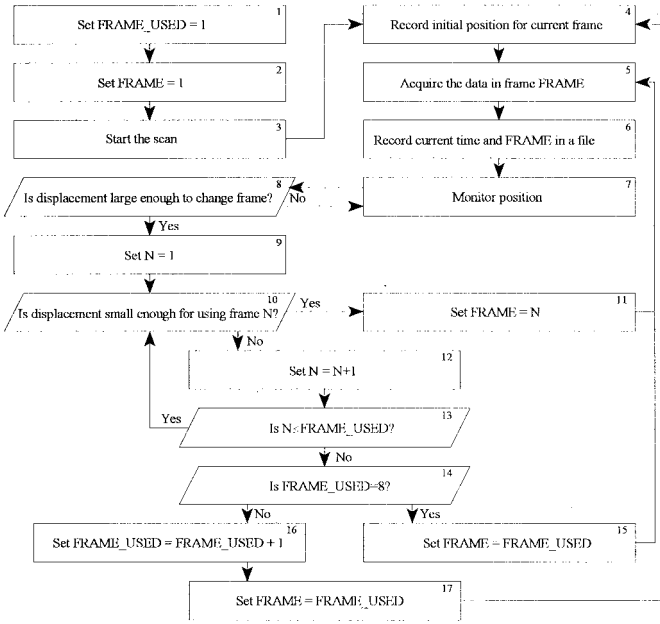 1
Set FRAME_USED = 1
2
Set FRAME = 1
3
Start the scan
4
Record initial position for current frame
5
Acquire the data in frame FRAME
6
Record current time and FRAME in a file
7
Monitor position
8
Is displacement large enough to change frame?
No
Yes
9
Set N = 1
10
Is displacement small enough for using frame N?
Yes
No
11
Set FRAME = N
12
Set N = N+1
13
Is N≤FRAME_USED?
Yes
No
14
Is FRAME_USED=8?
No
Yes
15
Set FRAME = FRAME_USED
16
Set FRAME_USED = FRAME_USED + 1
17
Set FRAME = FRAME_USED